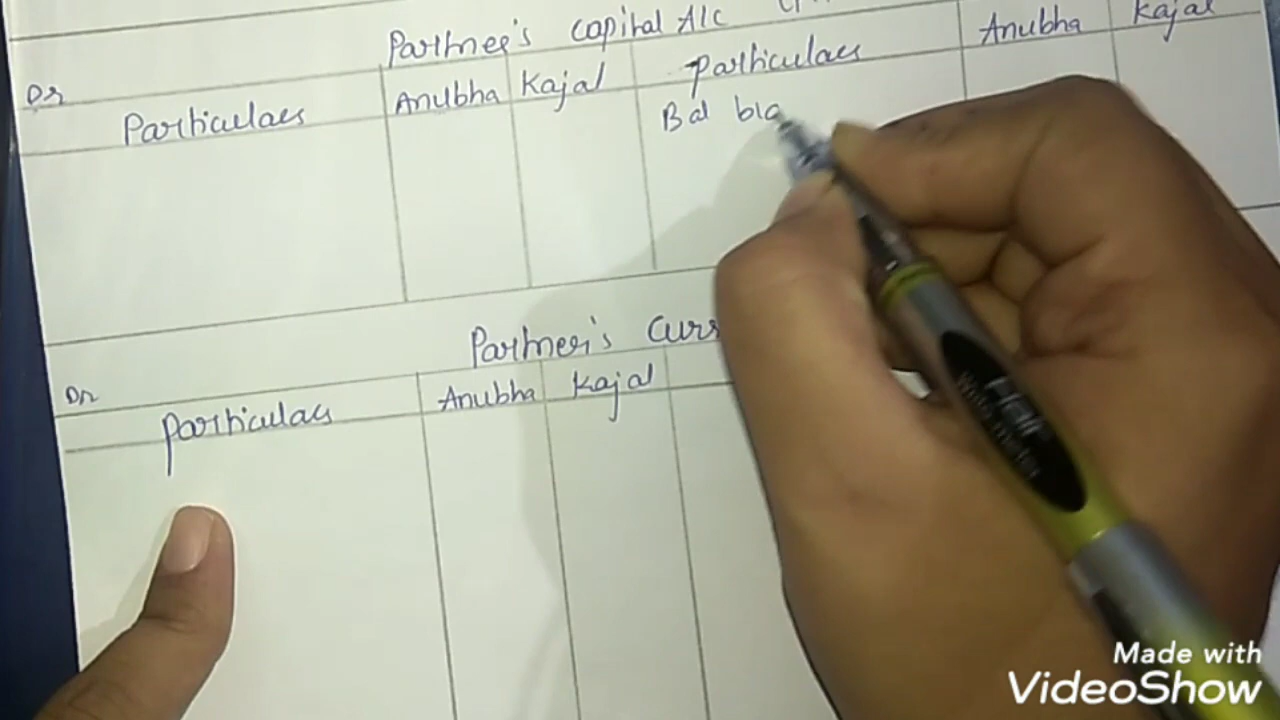 Partner's capital A/c
Dr
Particulars Anubha Kajal Particulars Anubha Kajal
Bal b/d
Partner's Curr
Dr
Particulars Anubha Kajal
Made with
VideoShow